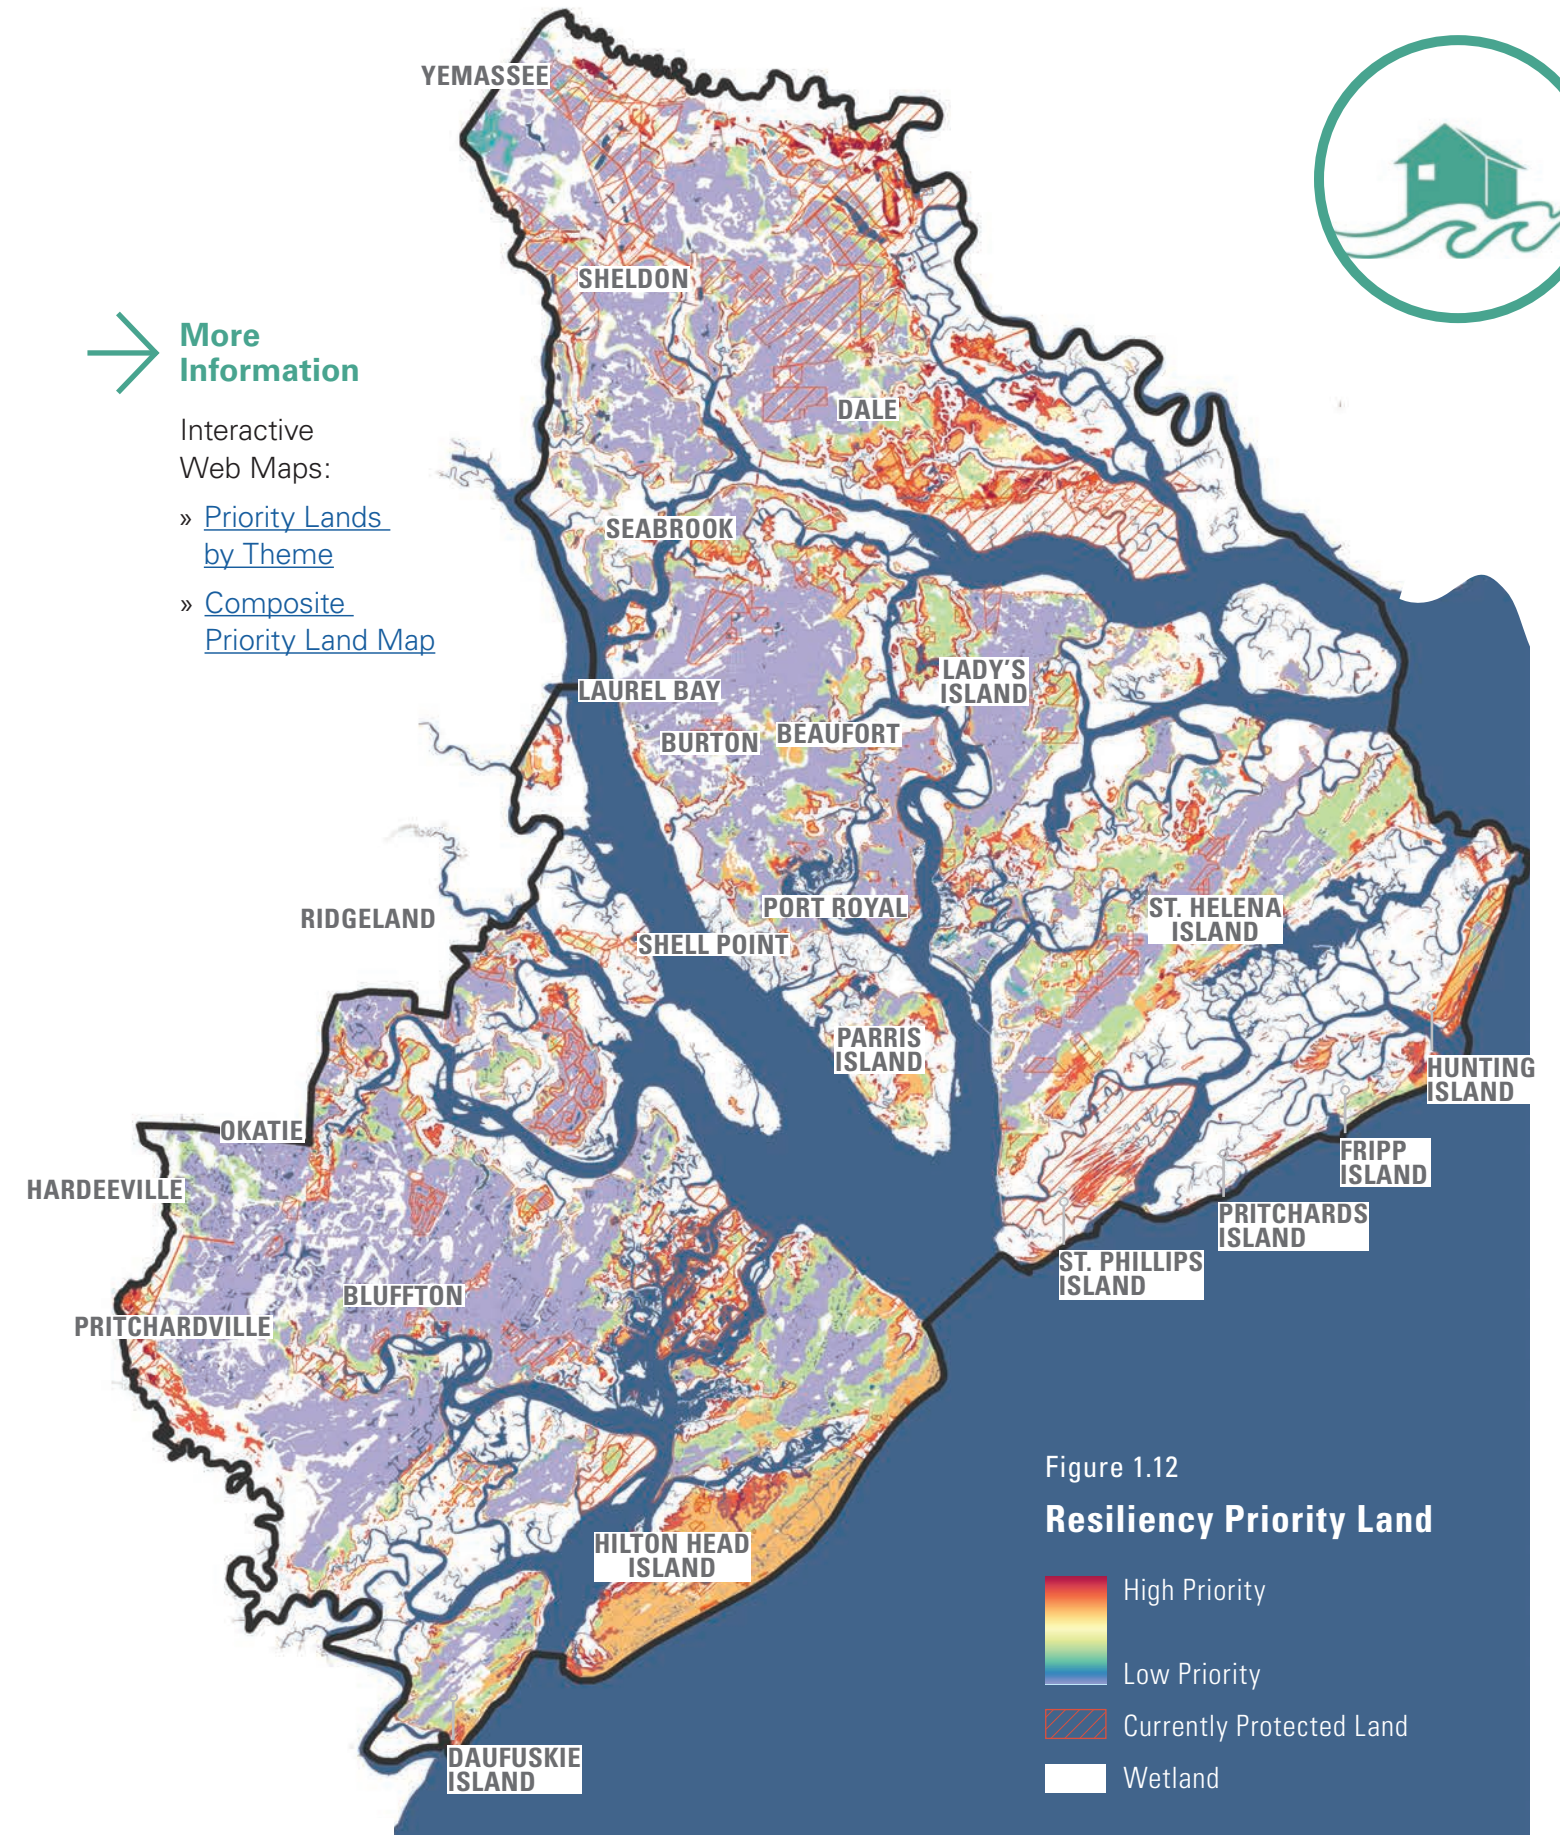 YEMASSEE
SHELDON
More
Information
Interactive
Web Maps:
» Priority Lands
by Theme
» Composite
Priority Land Map
DALE
SEABROOK
LAUREL BAY
LADY'S
ISLAND
BURTON
BEAUFORT
RIDGELAND
PORT ROYAL
SHELL POINT
ST. HELENA
ISLAND
PARRIS
ISLAND
HUNTING
ISLAND
OKATIE
FRIPP
ISLAND
HARDEEVILLE
PRITCHARDS
ISLAND
ST. PHILLIPS
ISLAND
BLUFFTON
PRITCHARDVILLE
HILTON HEAD
ISLAND
DAUFUSKIE
ISLAND
Figure 1.12
Resiliency Priority Land
High Priority
Low Priority
Currently Protected Land
Wetland